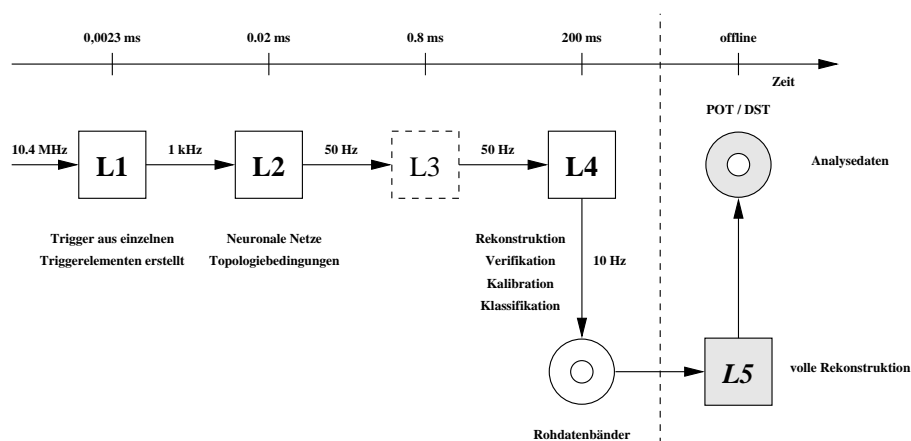 0,0023 ms
0.02 ms
0.8 ms
200 ms
offline
Zeit
POT / DST
10.4 MHz
L1
1 kHz
L2
50 Hz
L3
50 Hz
L4
Analysedaten
Trigger aus einzelnen
Triggerelementen erstellt
Neuronale Netze
Topologiebedingungen
Rekonstruktion
Verifikation
Kalibration
Klassifikation
10 Hz
L5
volle Rekonstruktion
Rohdatenbänder